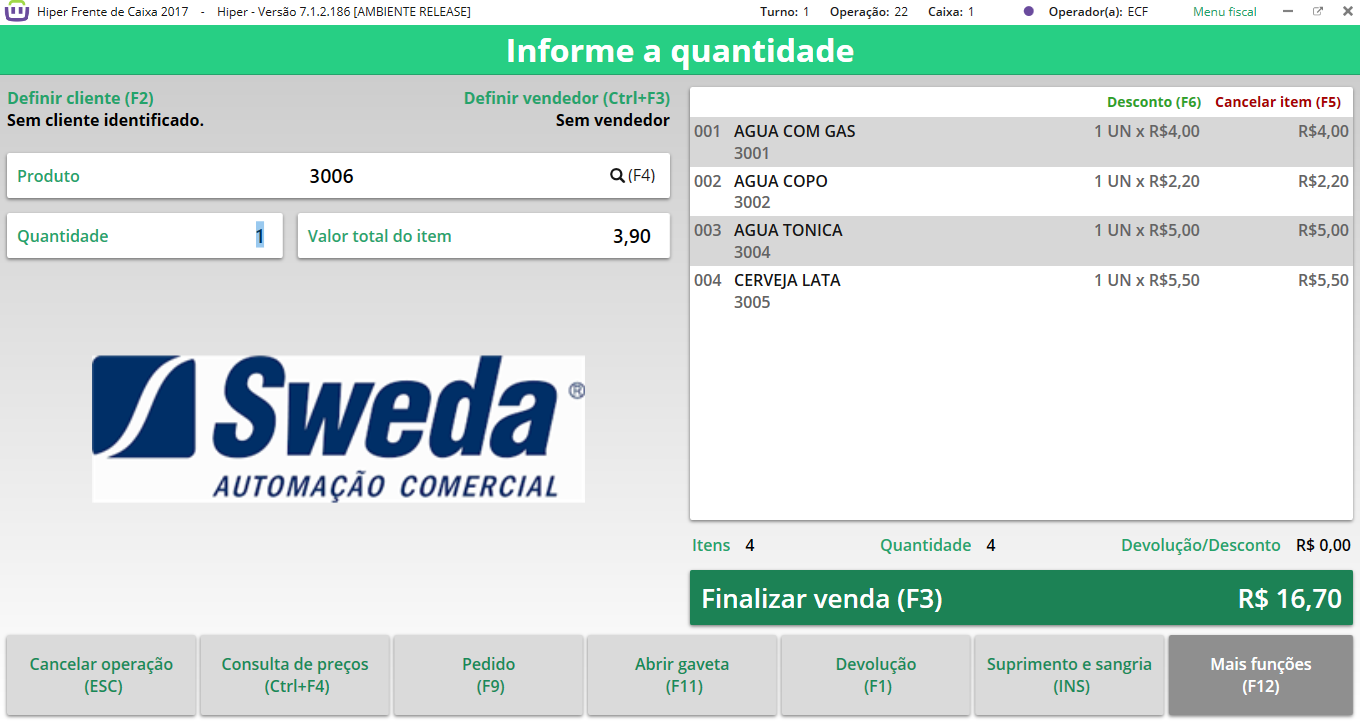 Hiper Frente de Caixa 2017 - Hiper - Versão 7.1.2.186 [AMBIENTE RELEASE] Turno: 1 Operação: 22 Caixa: 1 Operador(a): ECF Menu fiscal
Informe a quantidade
Definir cliente (F2) Definir vendedor (Ctrl+F3)
Sem cliente identificado. Sem vendedor
Produto 3006 (F4)
Quantidade 1 Valor total do item 3,90
Sweda ®
AUTOMAÇÃO COMERCIAL
Desconto (F6) Cancelar item (F5)
001 AGUA COM GAS 1 UN x R$4,00 R$4,00
3001
002 AGUA COPO 1 UN x R$2,20 R$2,20
3002
003 AGUA TONICA 1 UN x R$5,00 R$5,00
3004
004 CERVEJA LATA 1 UN x R$5,50 R$5,50
3005
Itens 4 Quantidade 4 Devolução/Desconto R$ 0,00
Finalizar venda (F3) R$ 16,70
Cancelar operação Consulta de preços Pedido Abrir gaveta Devolução Suprimento e sangria Mais funções
(ESC) (Ctrl+F4) (F9) (F11) (F1) (INS) (F12)